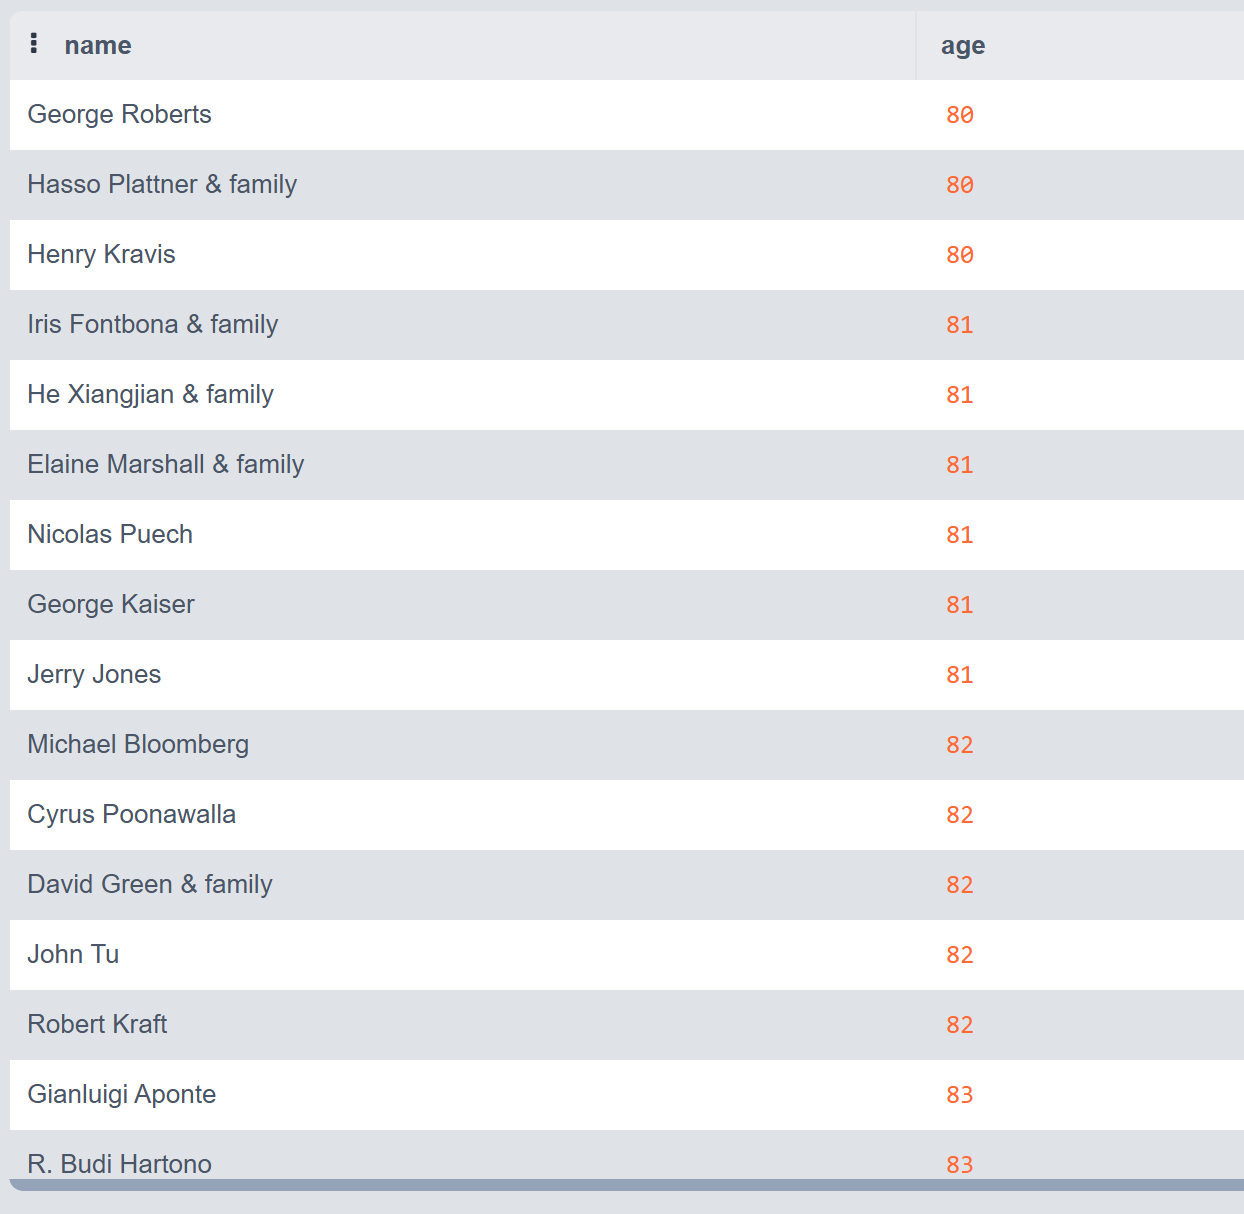 name age
George Roberts 80
Hasso Plattner & family 80
Henry Kravis 80
Iris Fontbona & family 81
He Xiangjian & family 81
Elaine Marshall & family 81
Nicolas Puech 81
George Kaiser 81
Jerry Jones 81
Michael Bloomberg 82
Cyrus Poonawalla 82
David Green & family 82
John Tu 82
Robert Kraft 82
Gianluigi Aponte 83
R. Budi Hartono 83